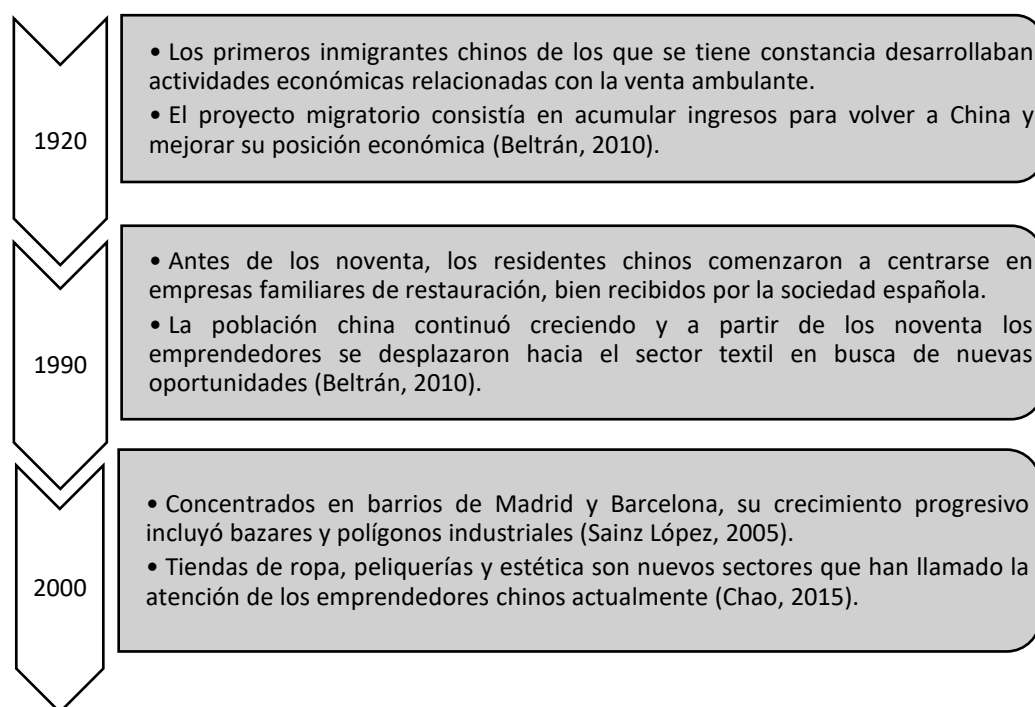 1920
• Los primeros inmigrantes chinos de los que se tiene constancia desarrollaban
actividades económicas relacionadas con la venta ambulante.
• El proyecto migratorio consistía en acumular ingresos para volver a China y
mejorar su posición económica (Beltrán, 2010).
1990
• Antes de los noventa, los residentes chinos comenzaron a centrarse en
empresas familiares de restauración, bien recibidos por la sociedad española.
• La población china continuó creciendo y a partir de los noventa los
emprendedores se desplazaron hacia el sector textil en busca de nuevas
oportunidades (Beltrán, 2010).
2000
• Concentrados en barrios de Madrid y Barcelona, su crecimiento progresivo
incluyó bazares y polígonos industriales (Sainz López, 2005).
• Tiendas de ropa, peliquerías y estética son nuevos sectores que han llamado la
atención de los emprendedores chinos actualmente (Chao, 2015).